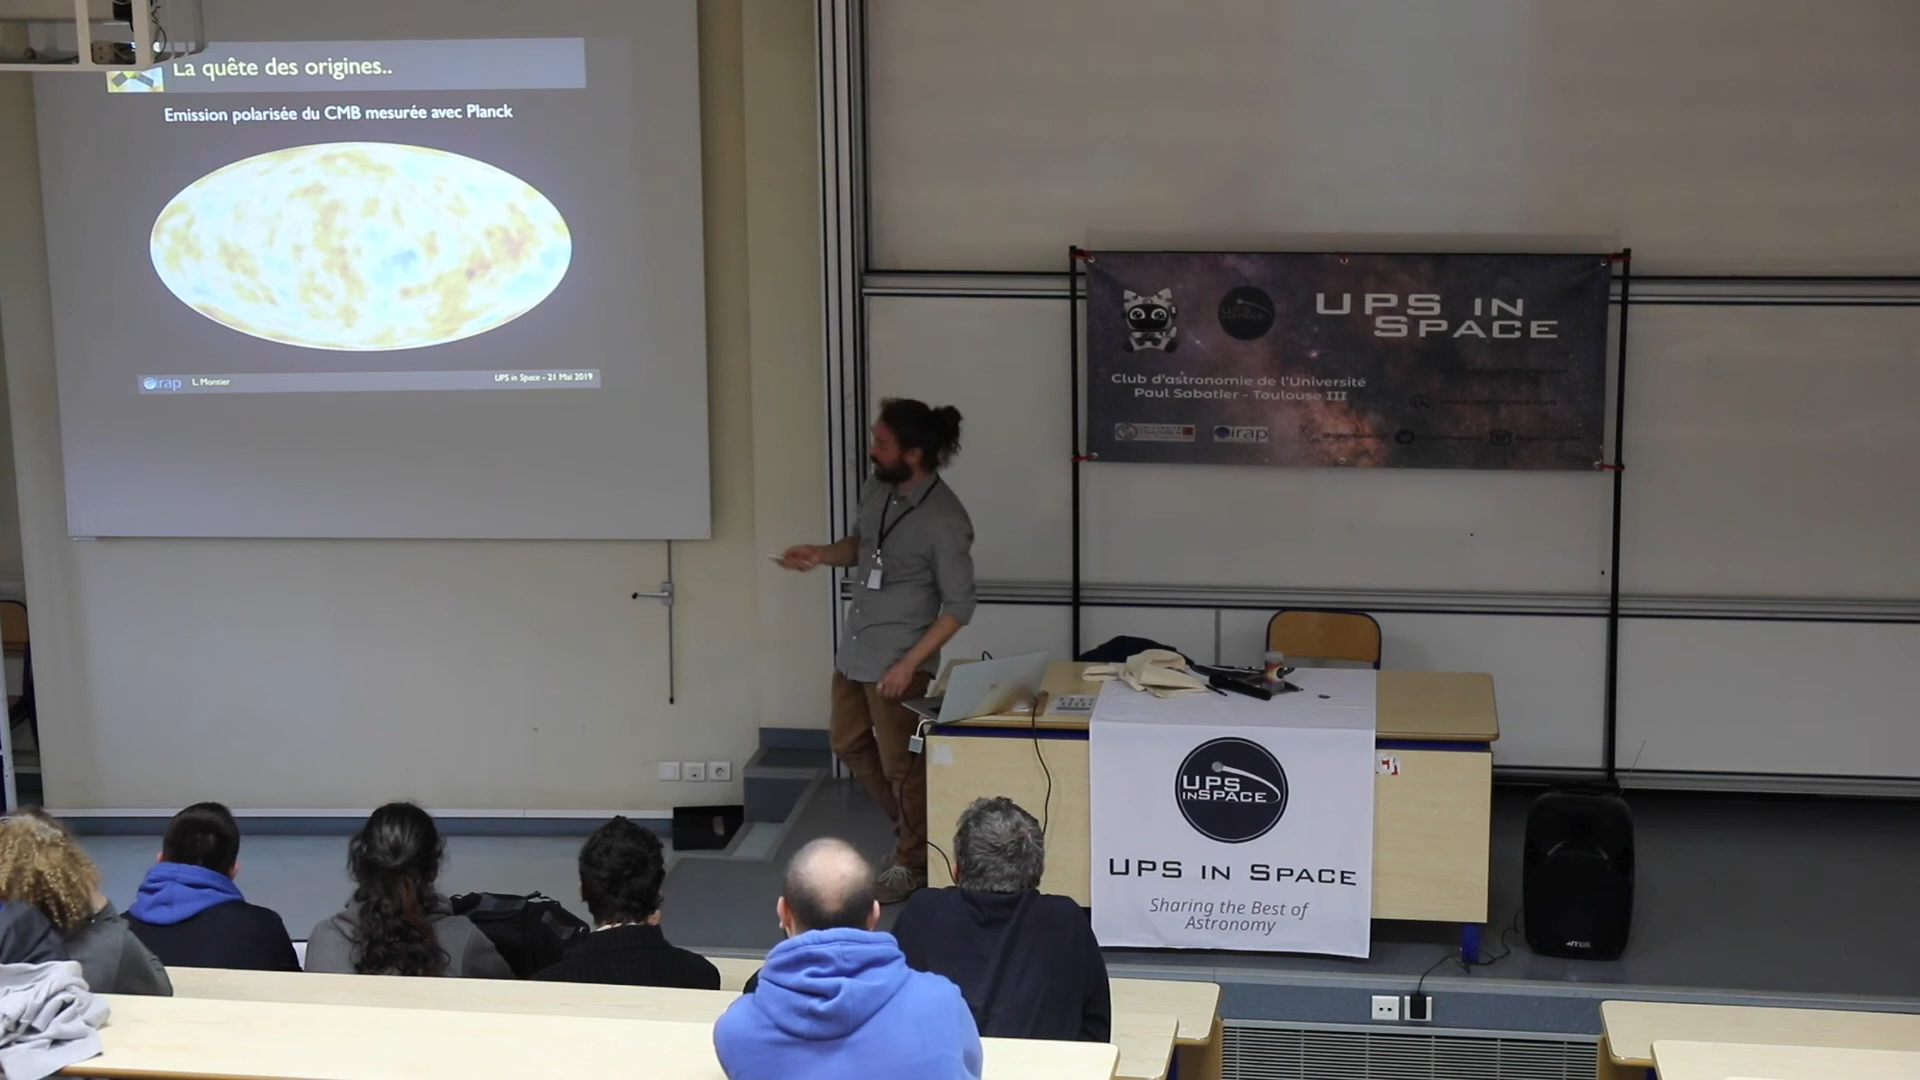 La quête des origines..
Emission polarisée du CMB mesurée avec Planck
irap L. Montier UPS in Space - 21 Mai 2019
UPS IN
SPACE
Club d'astronomie de l'Université
Paul Sabatier - Toulouse III
irap
UPS
INSPACE
UPS IN SPACE
Sharing the Best of
Astronomy